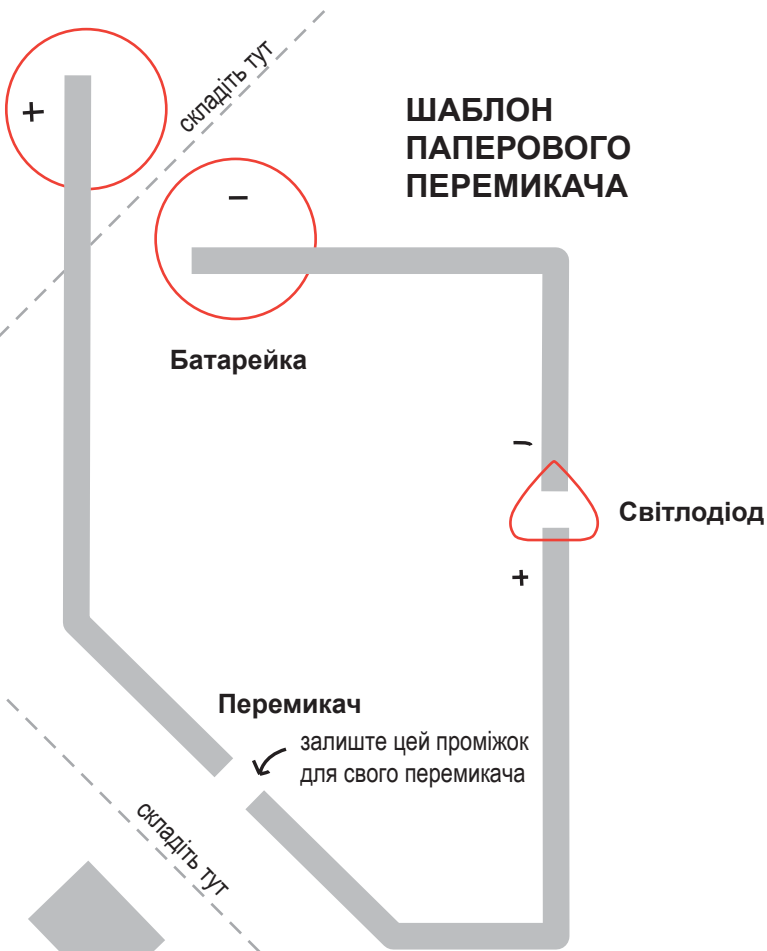 +
складіть тут
ШАБЛОН
ПАПЕРОВОГО
ПЕРЕМИКАЧА
–
Батарейка
–
Світлодіод
+
Перемикач
залиште цей проміжок
для свого перемикача
складіть тут